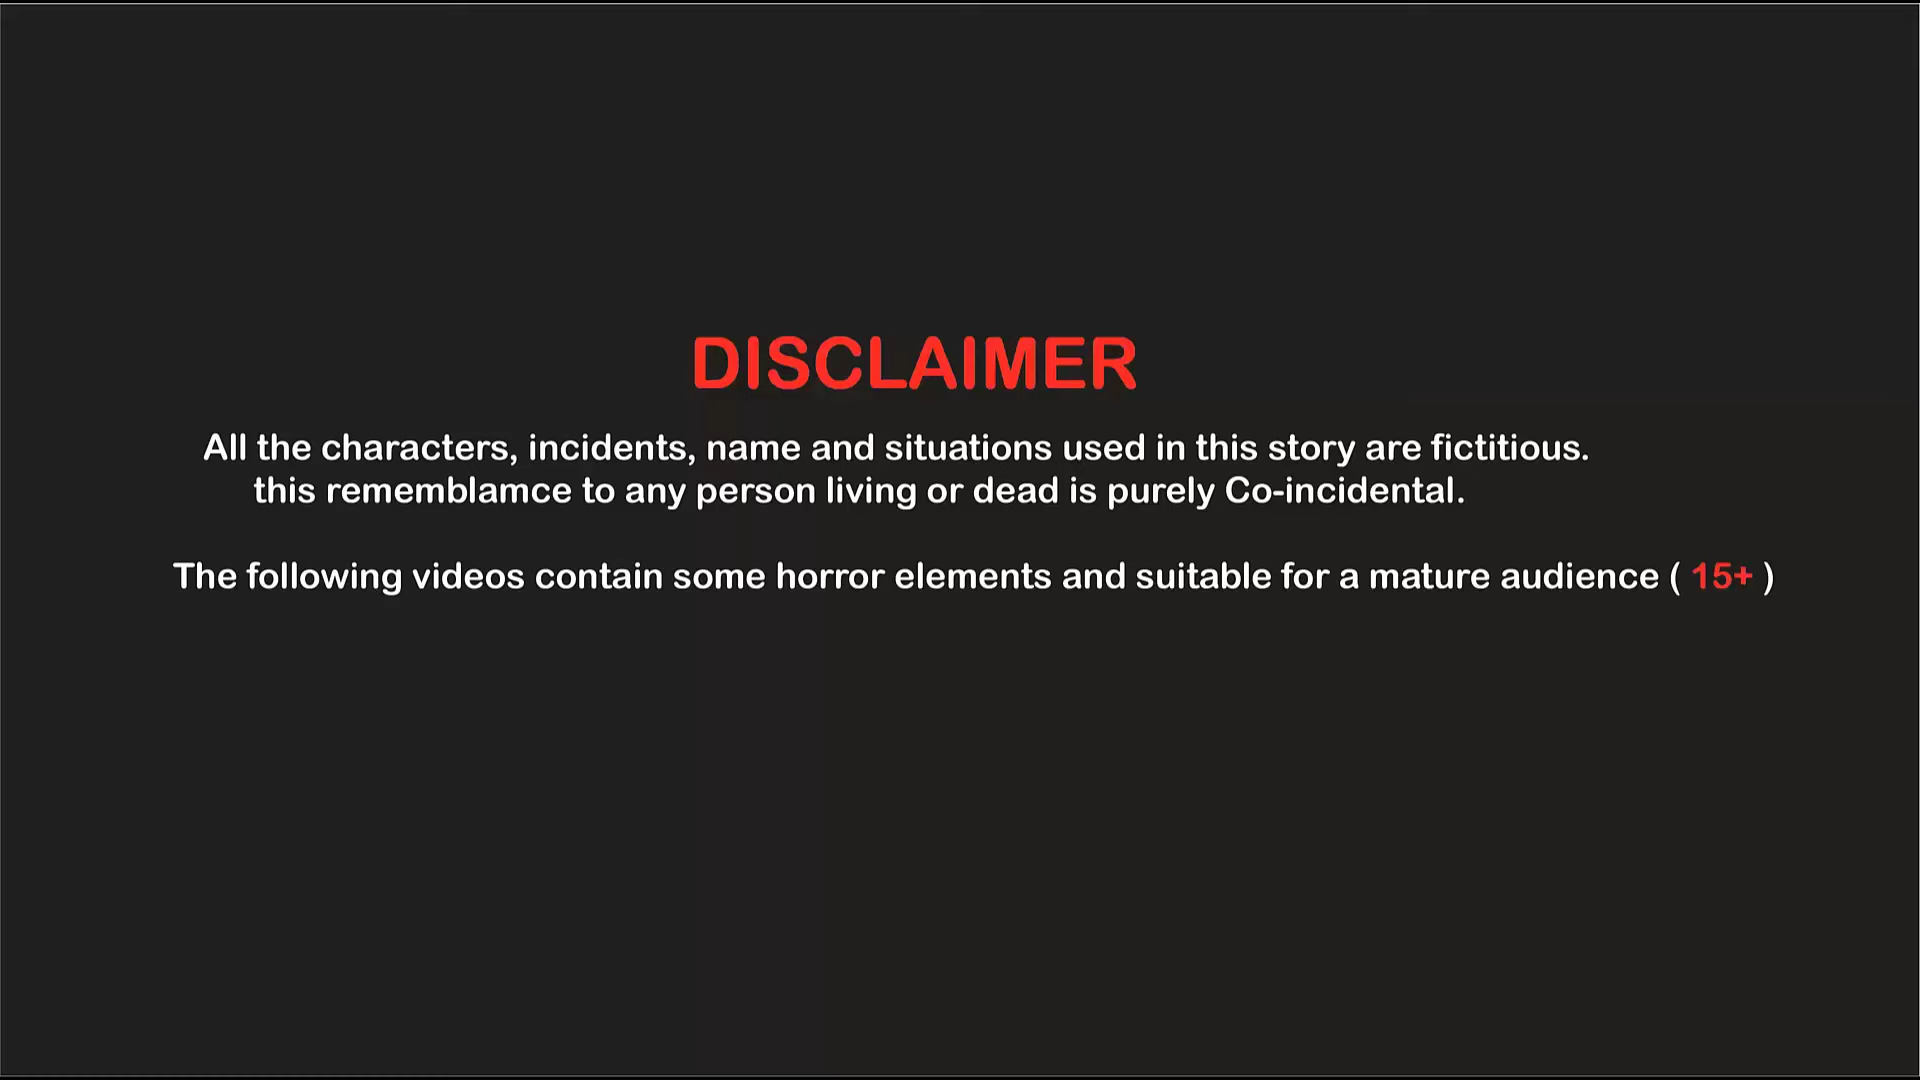 DISCLAIMER
All the characters, incidents, name and situations used in this story are fictitious.
this rememblamce to any person living or dead is purely Co-incidental.
The following videos contain some horror elements and suitable for a mature audience ( 15+ )